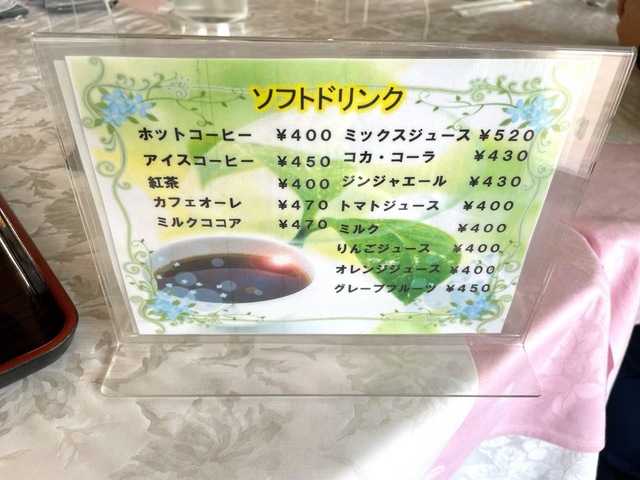 ソフトドリンク
ホットコーヒー ¥400
アイスコーヒー ¥450
紅茶 ¥400
カフェオーレ ¥470
ミルクココア ¥470
ミックスジュース ¥520
コカ・コーラ ¥430
ジンジャエール ¥430
トマトジュース ¥400
ミルク ¥400
りんごジュース ¥400
オレンジジュース ¥400
グレープフルーツ ¥450